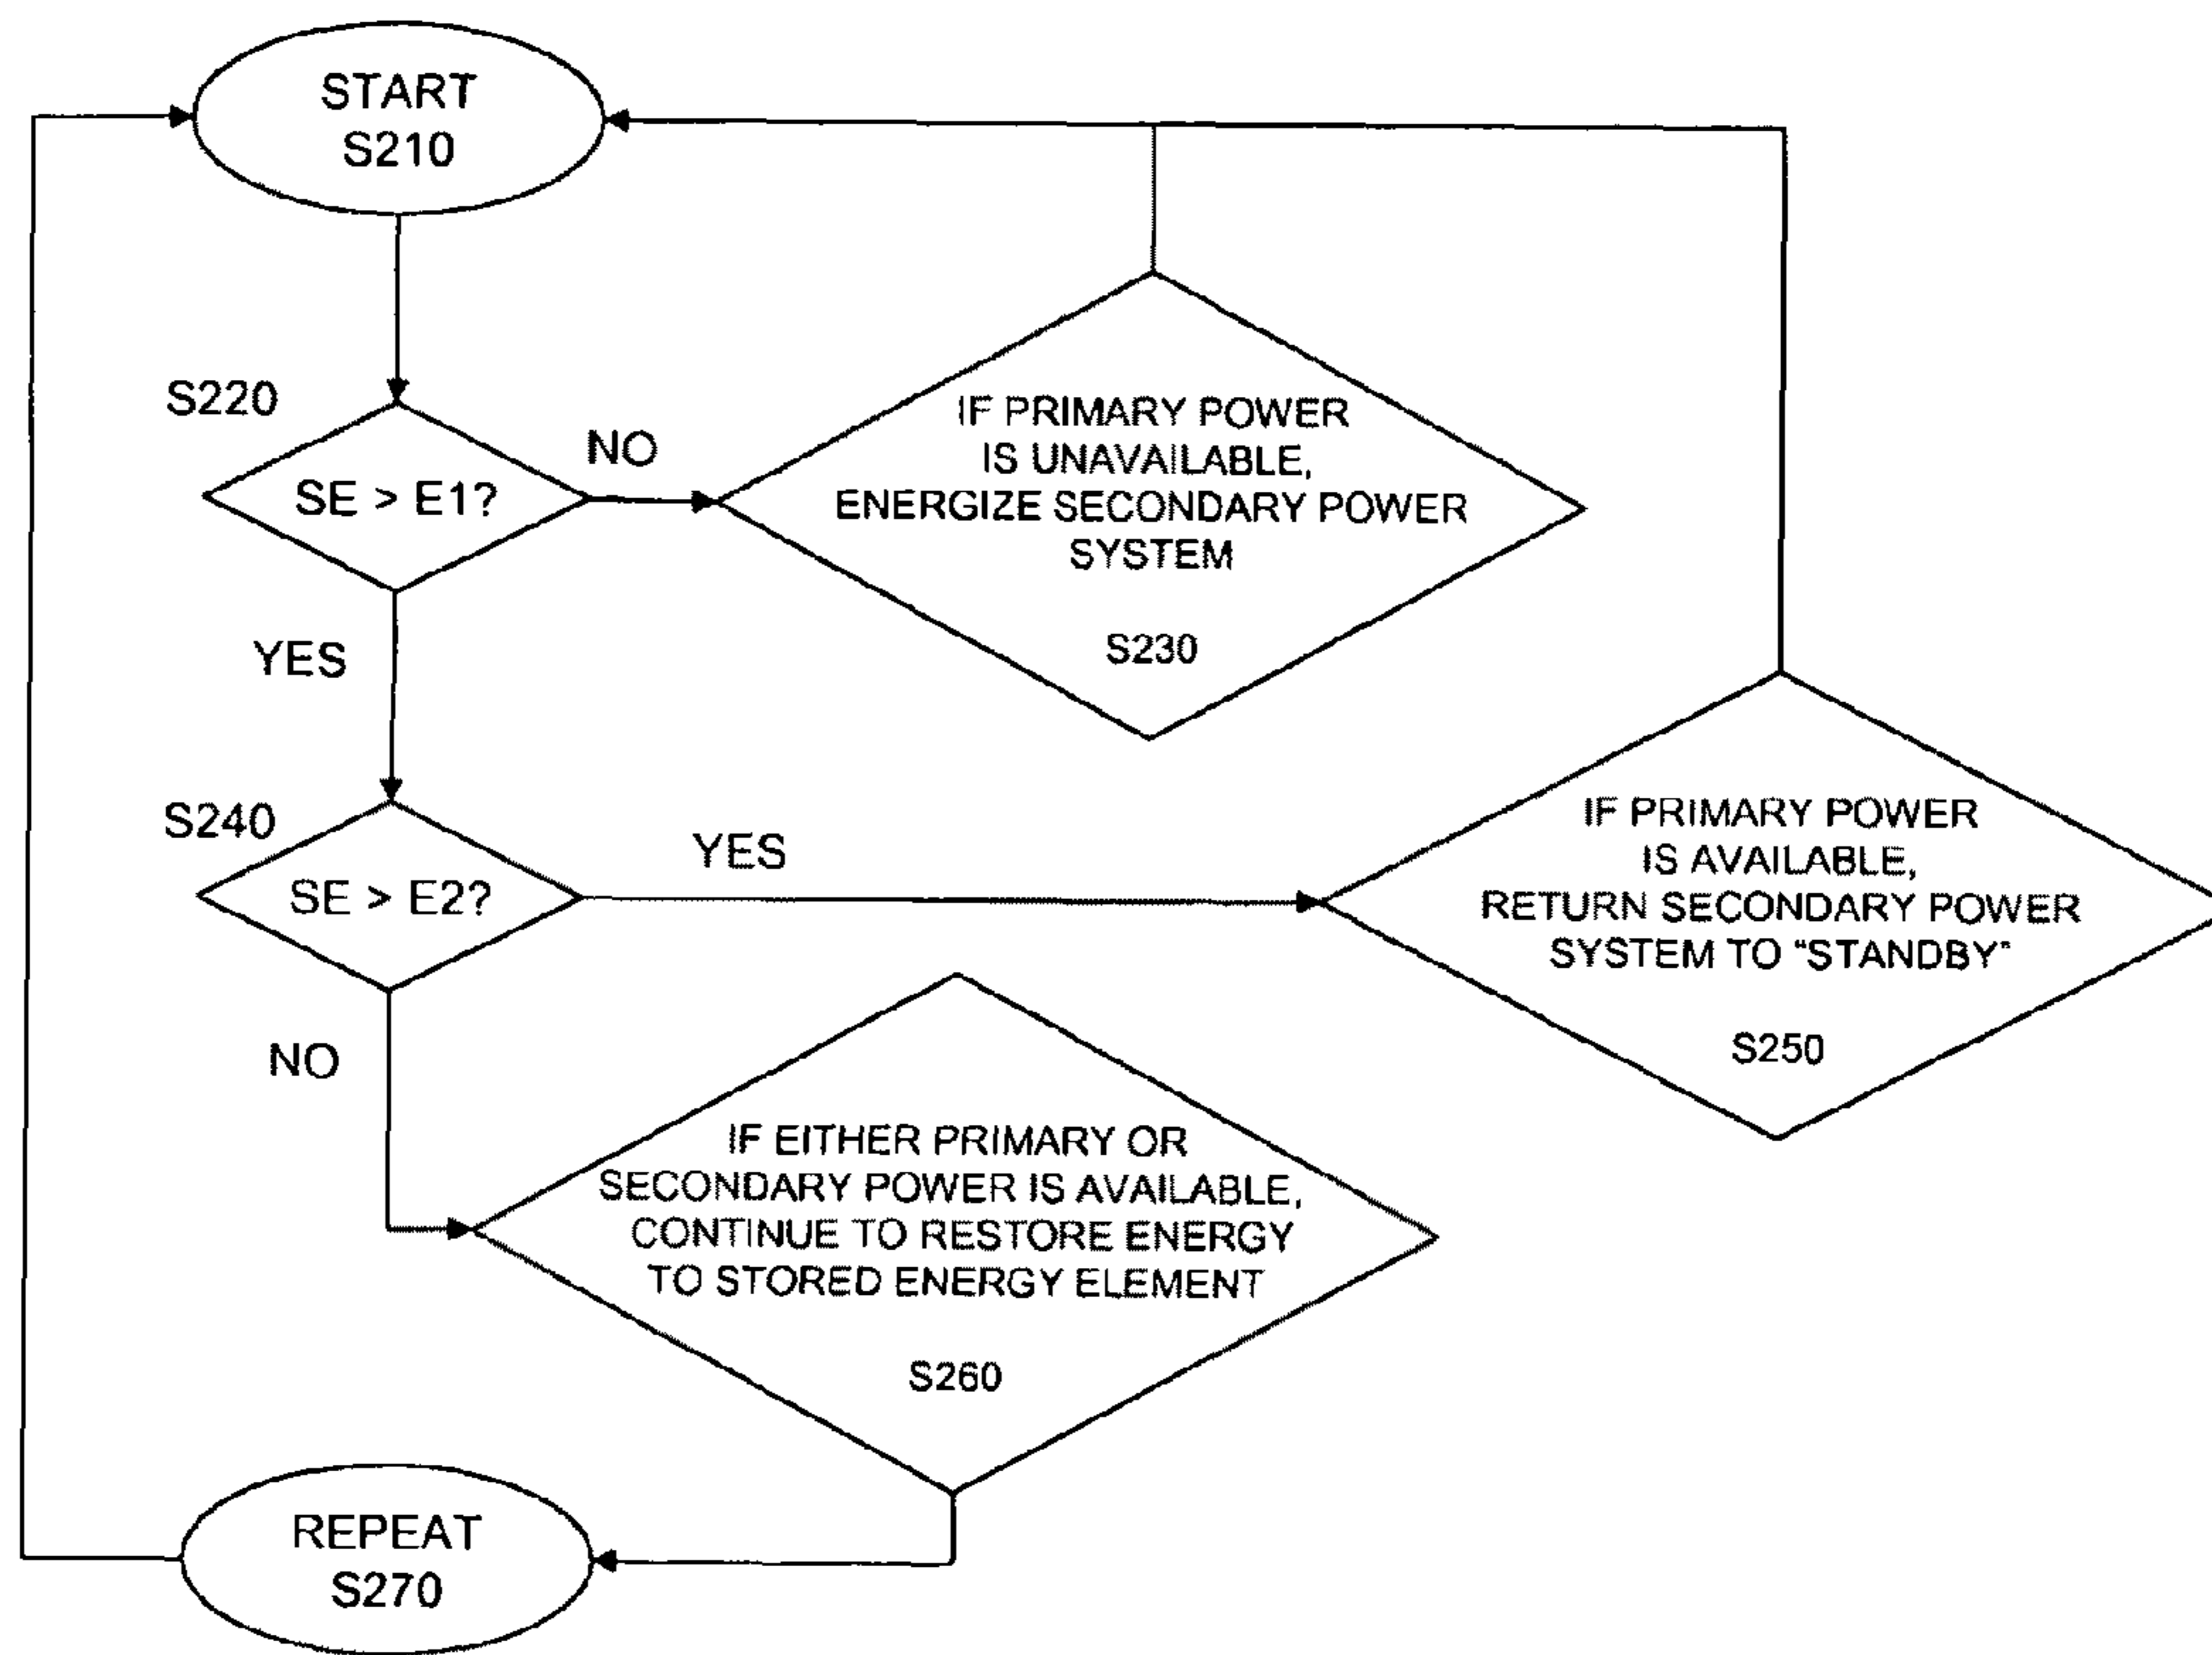 START
S210
S220
SE > E1?
NO
IF PRIMARY POWER
IS UNAVAILABLE,
ENERGIZE SECONDARY POWER
SYSTEM
S230
YES
S240
SE > E2?
YES
IF PRIMARY POWER
IS AVAILABLE,
RETURN SECONDARY POWER
SYSTEM TO “STANDBY”
S250
NO
IF EITHER PRIMARY OR
SECONDARY POWER IS AVAILABLE,
CONTINUE TO RESTORE ENERGY
TO STORED ENERGY ELEMENT
S260
REPEAT
S270